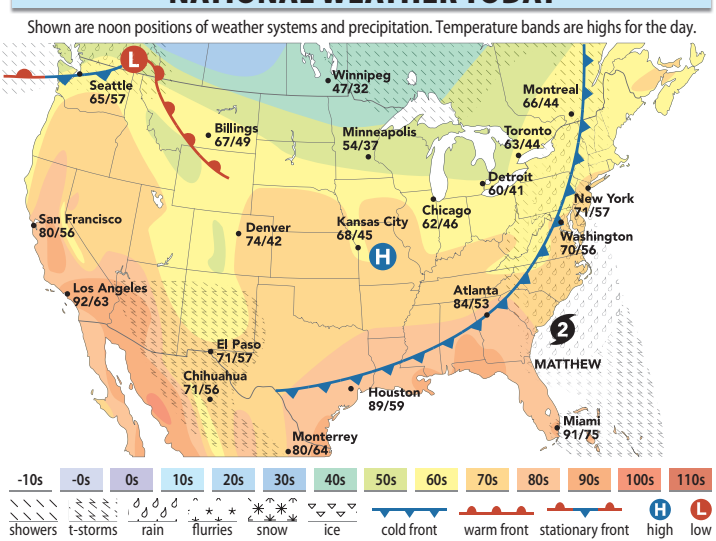 NATIONAL WEATHER TODAY
Shown are noon positions of weather systems and precipitation. Temperature bands are highs for the day.
L
Winnipeg
47/32
Seattle
65/57
Montreal
66/44
Billings
67/49
Minneapolis
54/37
Toronto
63/44
Detroit
60/41
New York
71/57
Chicago
62/46
San Francisco
80/56
Denver
74/42
Kansas City
68/45
H
Washington
70/56
Los Angeles
92/63
Atlanta
84/53
2
MATTHEW
El Paso
71/57
Chihuahua
71/56
Houston
89/59
Miami
91/75
Monterrey
80/64
-10s -0s 0s 10s 20s 30s 40s 50s 60s 70s 80s 90s 100s 110s
H L
showers t-storms rain flurries snow ice cold front warm front stationary front high low